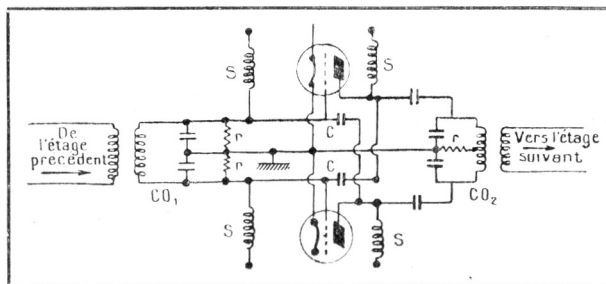 S
S
De
l'étage
précédent
r
r
C
C
r
Vers l'étage
suivant
CO₁
CO₂
S
S